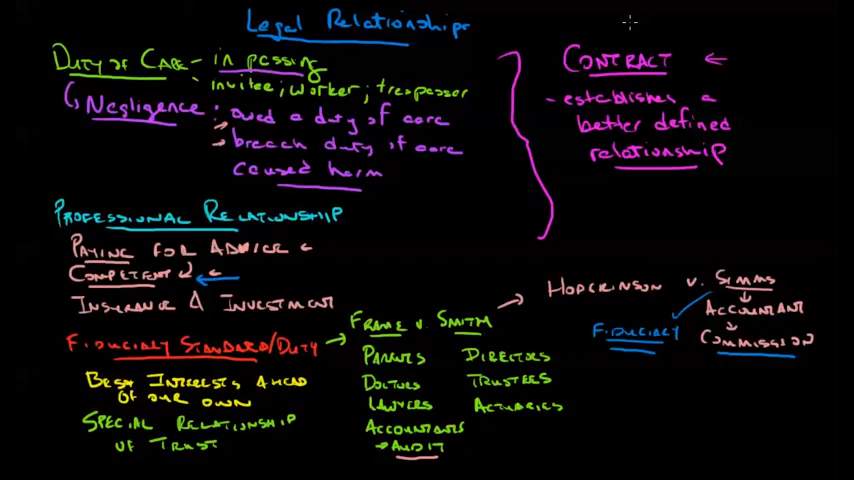 Legal Relationships
DUTY OF CARE - in passing
invitee; worker; trespassor
Negligence: owed a duty of care
breach duty of care
caused harm
CONTRACT
- establishes a
better defined
relationship
PROFESSIONAL RELATIONSHIP
PAYING FOR ADVICE
COMPETENT
INSURANCE & INVESTMENT
FIDUCIARY STANDARD/DUTY
BEST INTERESTS AHEAD
OF OUR OWN
SPECIAL RELATIONSHIP
OF TRUST
FRAME v. SMITH
PARENTS DIRECTORS
DOCTORS TRUSTEES
LAWYERS ACTUARIES
ACCOUNTANTS
AUDIT
HODGKINSON v. SIMMS
ACCOUNTANT
FIDUCIARY COMMISSION